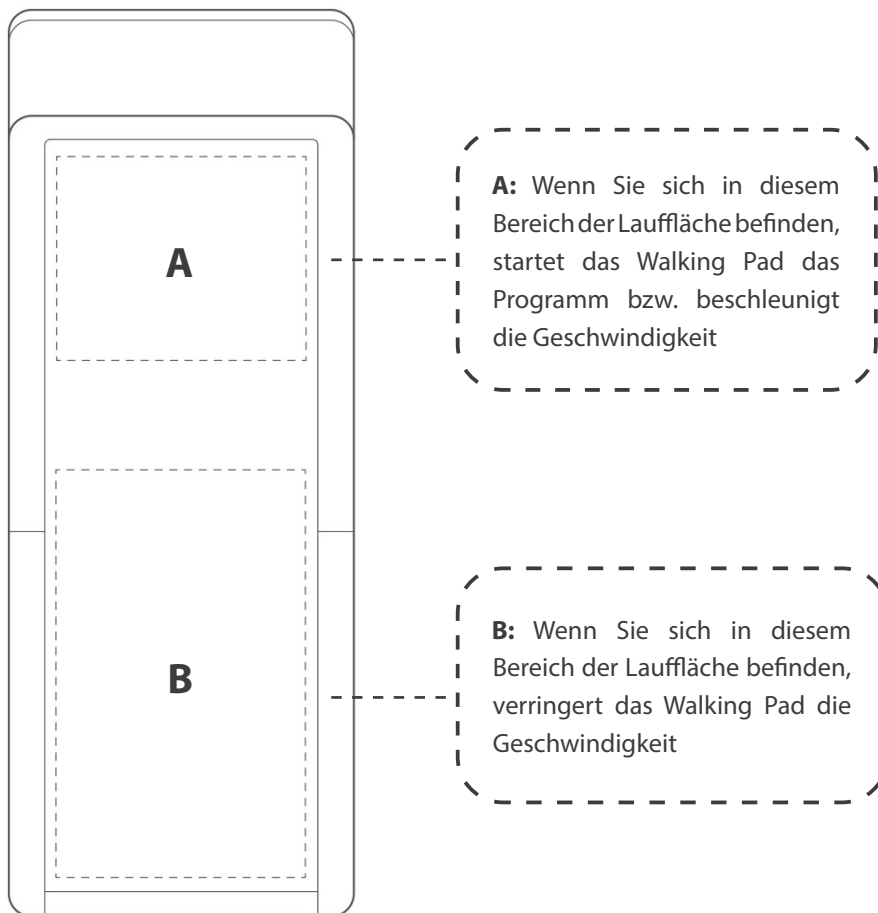 A
A: Wenn Sie sich in diesem
Bereich der Lauffläche befinden,
startet das Walking Pad das
Programm bzw. beschleunigt
die Geschwindigkeit
B
B: Wenn Sie sich in diesem
Bereich der Lauffläche befinden,
verringert das Walking Pad die
Geschwindigkeit